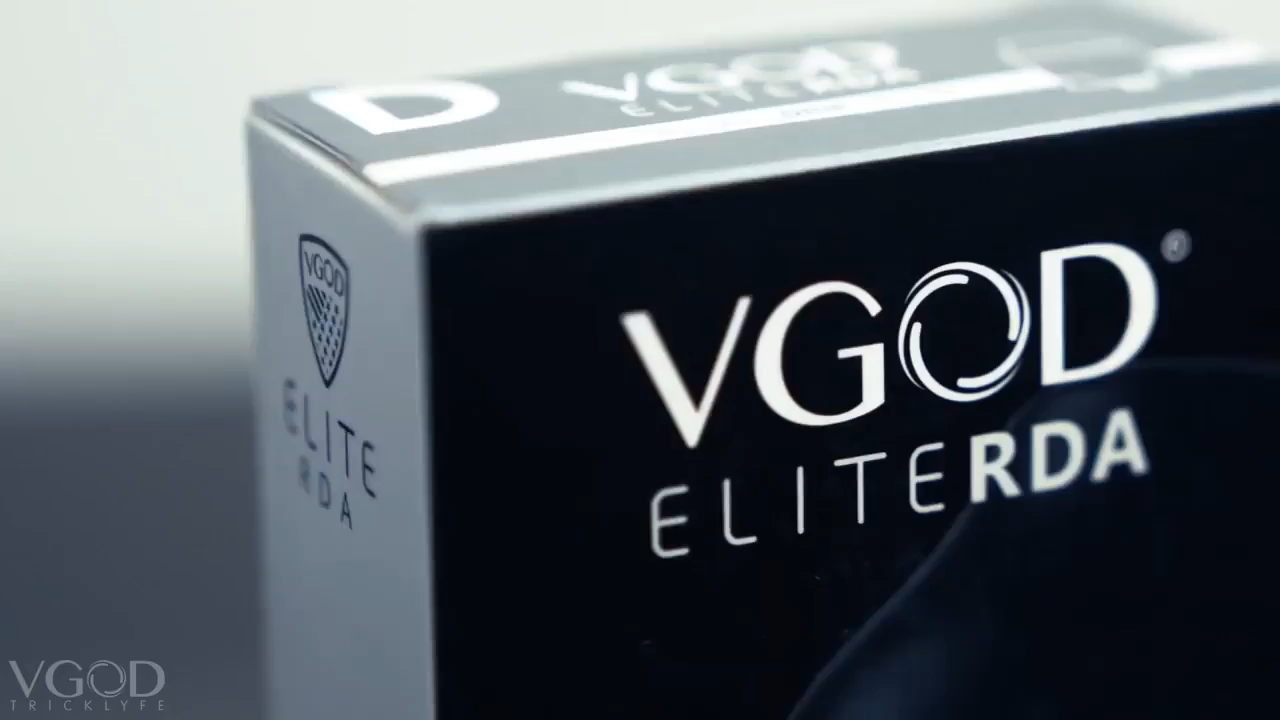 D
VGOD
ELITERDA
VGOD
ELITE
RDA
VGOD®
ELITERDA
VGOD
TRICKLYFE